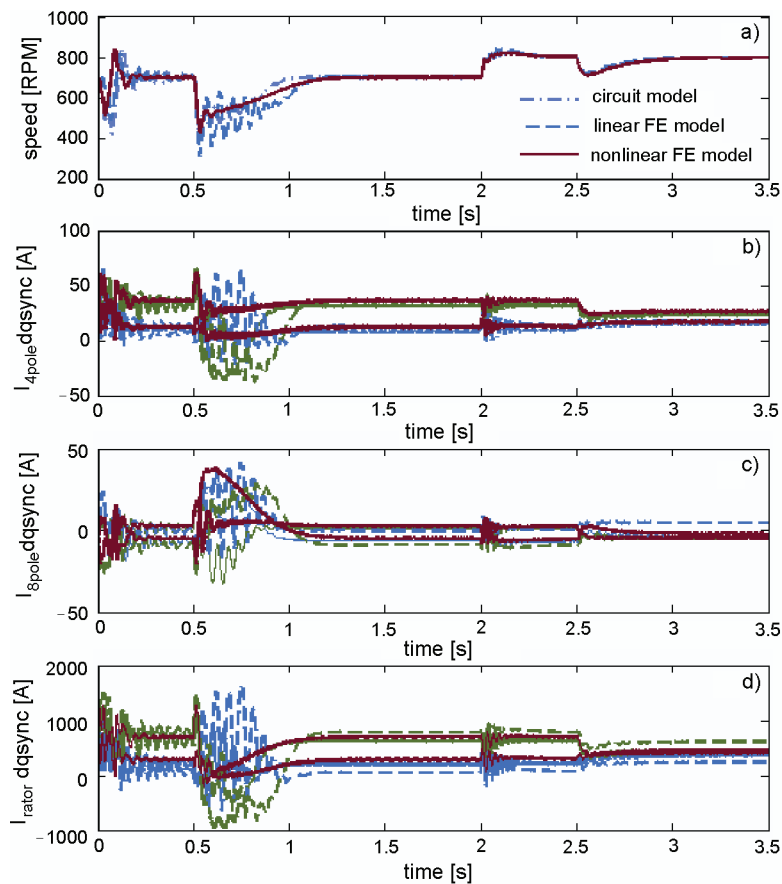 1000
800
600
400
200
speed [RPM]
a)
circuit model
linear FE model
nonlinear FE model
0 0.5 1 1.5 2 2.5 3 3.5
time [s]
100
50
0
-50
I4poledqsync [A]
b)
0 0.5 1 1.5 2 2.5 3 3.5
time [s]
50
0
-50
I8poledqsync [A]
c)
0 0.5 1 1.5 2 2.5 3 3.5
time [s]
2000
1000
0
-1000
Irator dqsync [A]
d)
0 0.5 1 1.5 2 2.5 3 3.5
time [s]